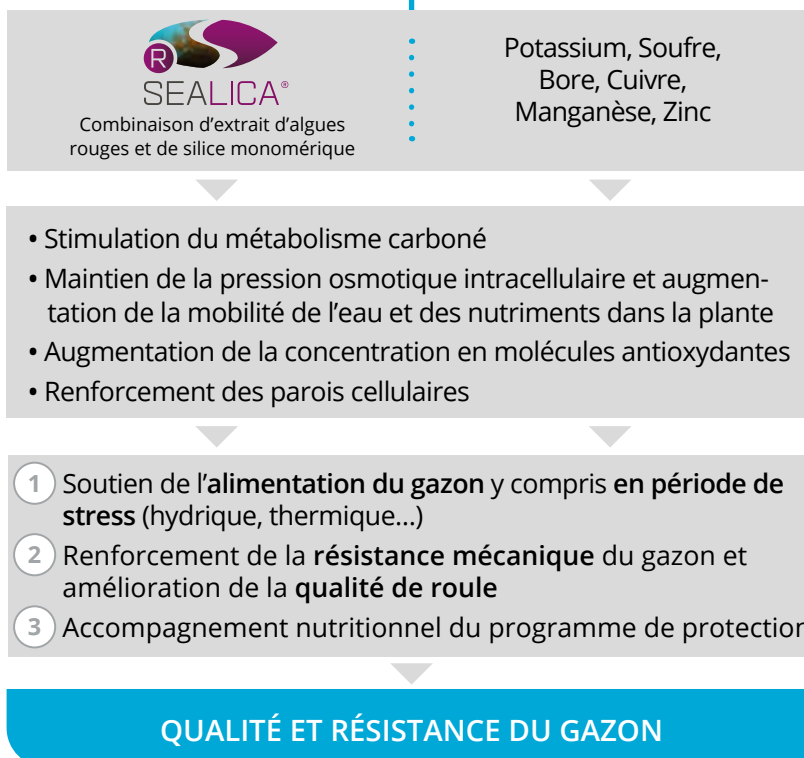 R
SEALICA®
Combinaison d’extrait d’algues
rouges et de silice monomérique
Potassium, Soufre,
Bore, Cuivre,
Manganèse, Zinc
• Stimulation du métabolisme carboné
• Maintien de la pression osmotique intracellulaire et augmen-
tation de la mobilité de l’eau et des nutriments dans la plante
• Augmentation de la concentration en molécules antioxydantes
• Renforcement des parois cellulaires
1 Soutien de l’alimentation du gazon y compris en période de
stress (hydrique, thermique...)
2 Renforcement de la résistance mécanique du gazon et
amélioration de la qualité de roule
3 Accompagnement nutritionnel du programme de protection
QUALITÉ ET RÉSISTANCE DU GAZON